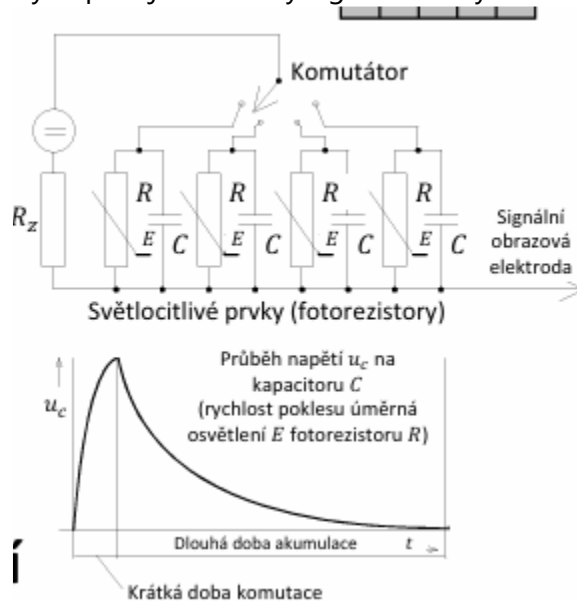 Komutátor
R_z
R
E
C
R
E
C
R
E
C
R
E
C
Signální
obrazová
elektroda
Světlocitlivé prvky (fotorezistory)
Průběh napětí u_c na
kapacitoru C
(rychlost poklesu úměrná
osvětlení E fotorezistoru R)
u_c
Dlouhá doba akumulace t
í
Krátká doba komutace